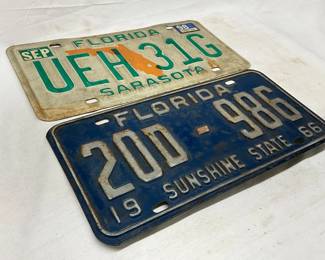 SEP
FLORIDA
UEH 31G
SARASOTA
FLORIDA
20D-986
19 SUNSHINE STATE 66